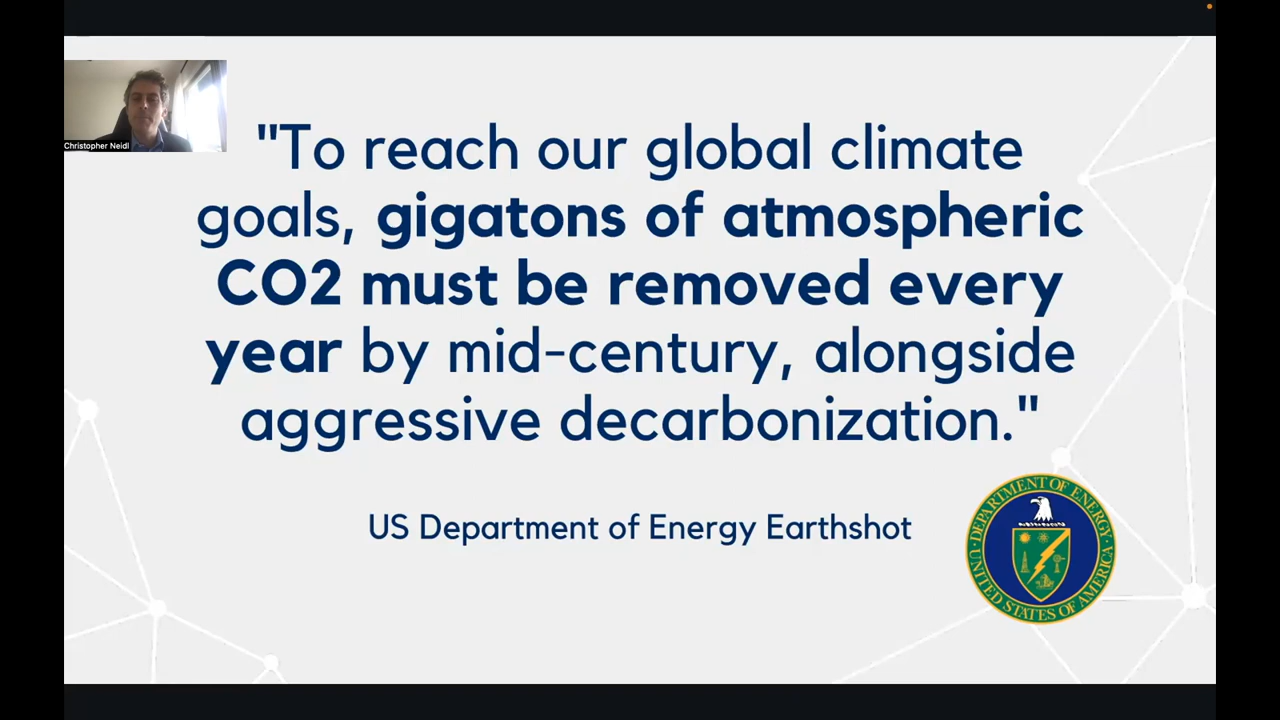 Christopher Neidl
"To reach our global climate
goals, gigatons of atmospheric
CO2 must be removed every
year by mid-century, alongside
aggressive decarbonization."
US Department of Energy Earthshot
DEPARTMENT OF ENERGY
UNITED STATES OF AMERICA